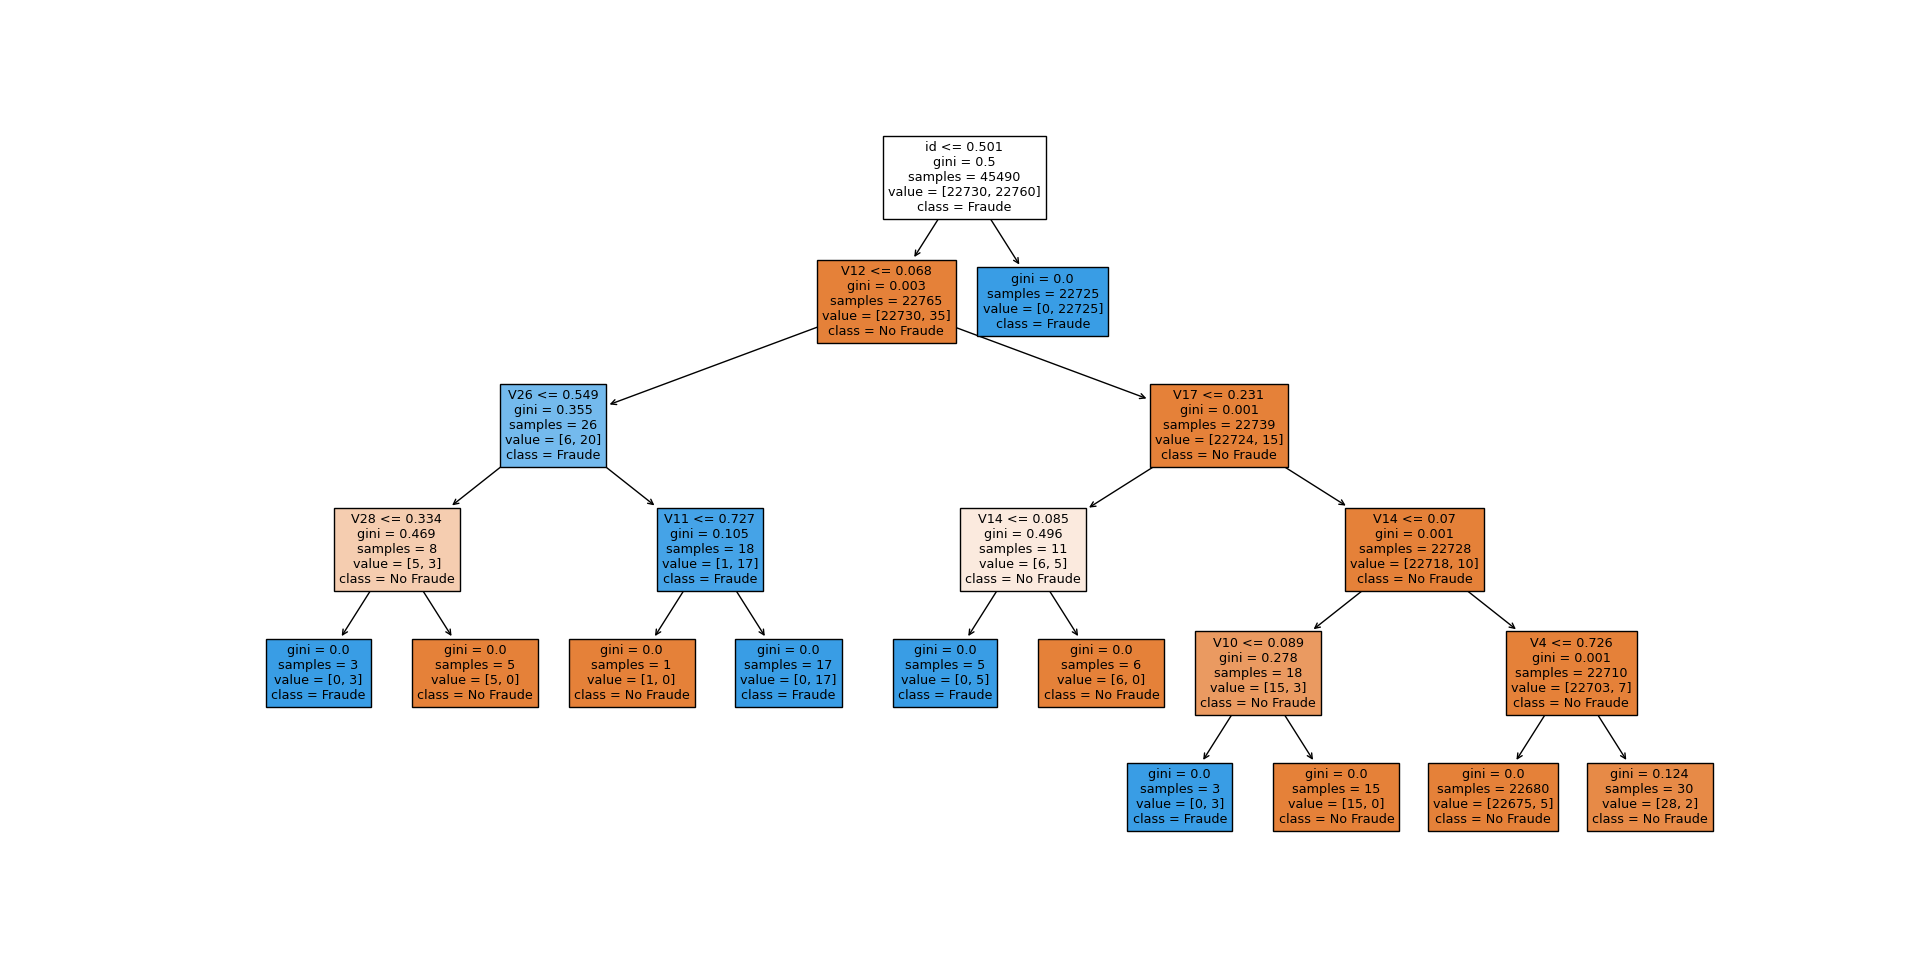 id <= 0.501
gini = 0.5
samples = 45490
value = [22730, 22760]
class = Fraude
V12 <= 0.068
gini = 0.003
samples = 22765
value = [22730, 35]
class = No Fraude
gini = 0.0
samples = 22725
value = [0, 22725]
class = Fraude
V26 <= 0.549
gini = 0.355
samples = 26
value = [6, 20]
class = Fraude
V17 <= 0.231
gini = 0.001
samples = 22739
value = [22724, 15]
class = No Fraude
V28 <= 0.334
gini = 0.469
samples = 8
value = [5, 3]
class = No Fraude
V11 <= 0.727
gini = 0.105
samples = 18
value = [1, 17]
class = Fraude
V14 <= 0.085
gini = 0.496
samples = 11
value = [6, 5]
class = No Fraude
V14 <= 0.07
gini = 0.001
samples = 22728
value = [22718, 10]
class = No Fraude
gini = 0.0
samples = 3
value = [0, 3]
class = Fraude
gini = 0.0
samples = 5
value = [5, 0]
class = No Fraude
gini = 0.0
samples = 1
value = [1, 0]
class = No Fraude
gini = 0.0
samples = 17
value = [0, 17]
class = Fraude
gini = 0.0
samples = 5
value = [0, 5]
class = Fraude
gini = 0.0
samples = 6
value = [6, 0]
class = No Fraude
V10 <= 0.089
gini = 0.278
samples = 18
value = [15, 3]
class = No Fraude
V4 <= 0.726
gini = 0.001
samples = 22710
value = [22703, 7]
class = No Fraude
gini = 0.0
samples = 3
value = [0, 3]
class = Fraude
gini = 0.0
samples = 15
value = [15, 0]
class = No Fraude
gini = 0.0
samples = 22680
value = [22675, 5]
class = No Fraude
gini = 0.124
samples = 30
value = [28, 2]
class = No Fraude